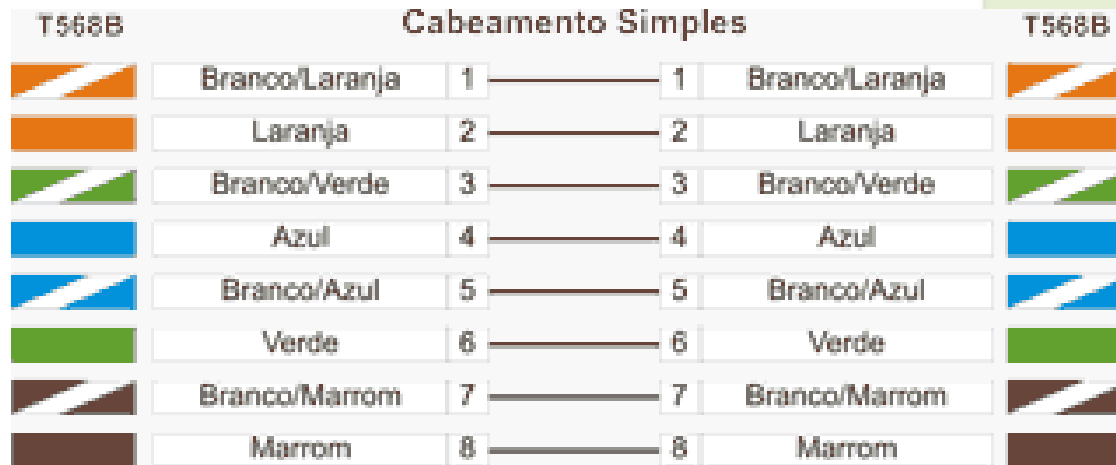 T568B Cabeamento Simples T568B
Branco/Laranja 1 1 Branco/Laranja
Laranja 2 2 Laranja
Branco/Verde 3 3 Branco/Verde
Azul 4 4 Azul
Branco/Azul 5 5 Branco/Azul
Verde 6 6 Verde
Branco/Marrom 7 7 Branco/Marrom
Marrom 8 8 Marrom